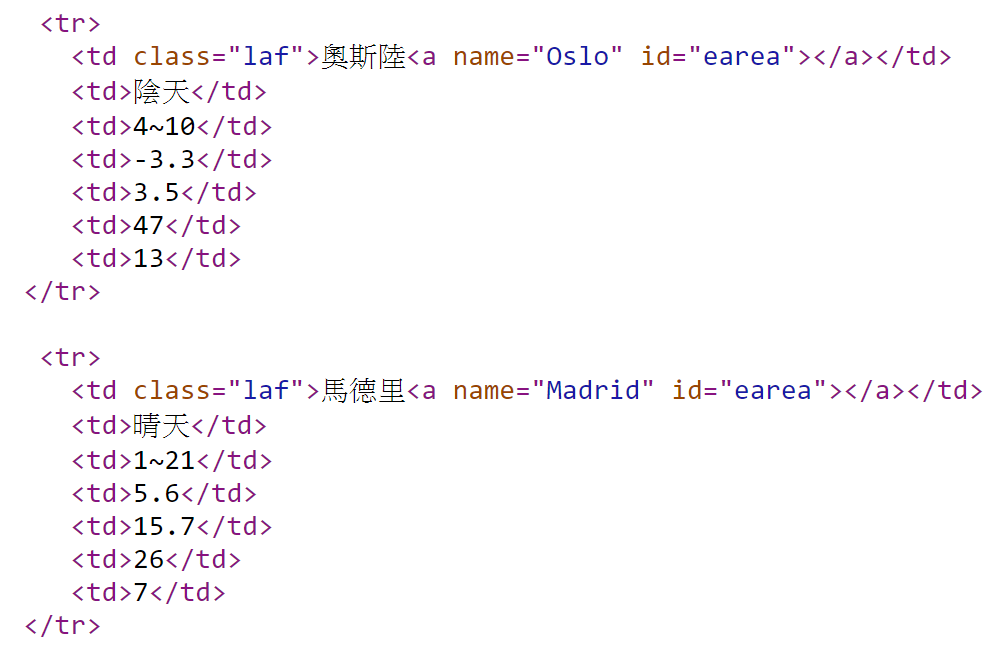 <tr>
<td class="laf">奧斯陸<a name="Oslo" id="earea"></a></td>
<td>陰天</td>
<td>4~10</td>
<td>-3.3</td>
<td>3.5</td>
<td>47</td>
<td>13</td>
</tr>
<tr>
<td class="laf">馬德里<a name="Madrid" id="earea"></a></td>
<td>晴天</td>
<td>1~21</td>
<td>5.6</td>
<td>15.7</td>
<td>26</td>
<td>7</td>
</tr>